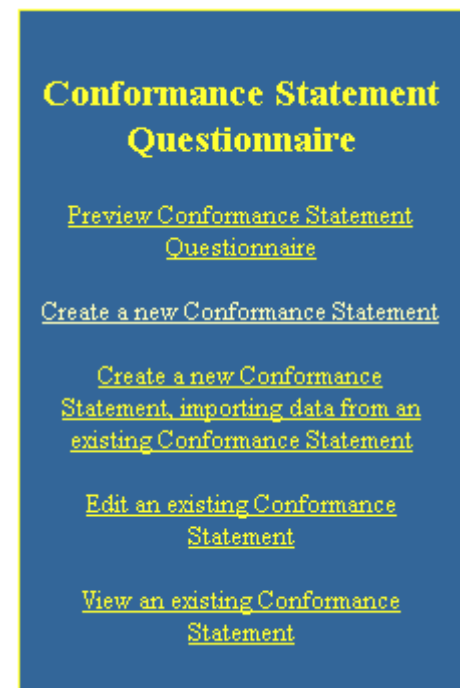 Conformance Statement
Questionnaire
Preview Conformance Statement
Questionnaire
Create a new Conformance Statement
Create a new Conformance
Statement, importing data from an
existing Conformance Statement
Edit an existing Conformance
Statement
View an existing Conformance
Statement